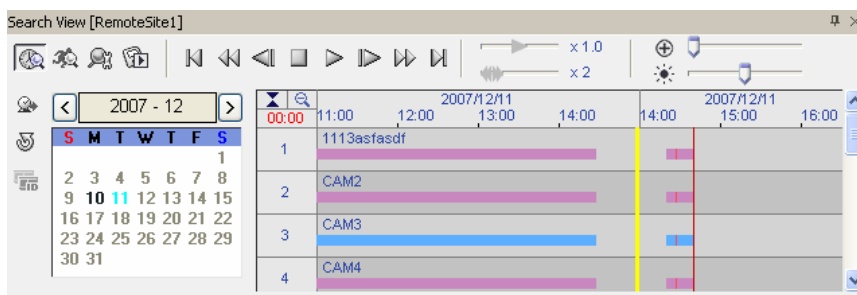 Search View [RemoteSite1]
x 1.0
x 2
2007 - 12
S M T W T F S
1
2 3 4 5 6 7 8
9 10 11 12 13 14 15
16 17 18 19 20 21 22
23 24 25 26 27 28 29
30 31
ID
2007/12/11 2007/12/11
00:00 11:00 12:00 13:00 14:00 14:00 15:00 16:00
1 1113asfasdf
2 CAM2
3 CAM3
4 CAM4